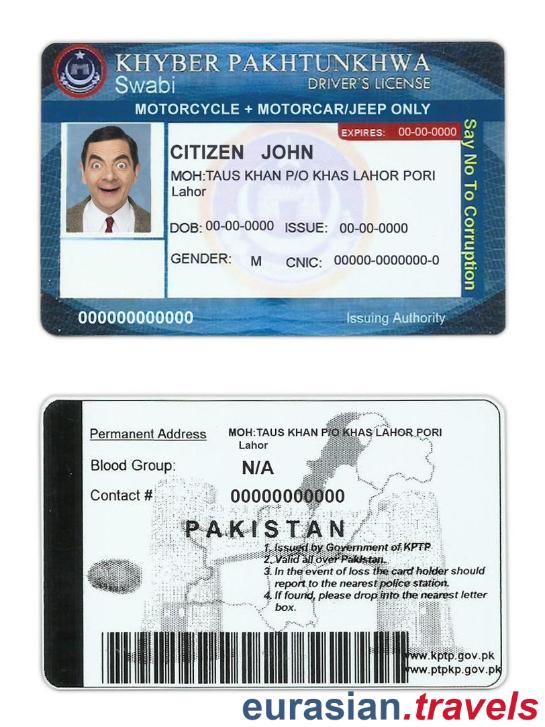 KHYBER PAKHTUNKHWA
Swabi
DRIVER'S LICENSE
MOTORCYCLE + MOTORCAR/JEEP ONLY
EXPIRES: 00-00-0000
CITIZEN JOHN
MOH:TAUS KHAN P/O KHAS LAHOR PORI
Lahor
DOB: 00-00-0000 ISSUE: 00-00-0000
GENDER: M CNIC: 00000-0000000-0
Say No To Corruption
000000000000 Issuing Authority
Permanent Address MOH:TAUS KHAN P/O KHAS LAHOR PORI
Lahor
Blood Group: N/A
Contact # 00000000000
PAKISTAN
1. Issued by Government of KPTP
2. Valid all over Pakistan.
3. In the event of loss the card holder should
report to the nearest police station.
4. If found, please drop into the nearest letter
box.
www.kptp.gov.pk
www.ptpkp.gov.pk
eurasian.travels